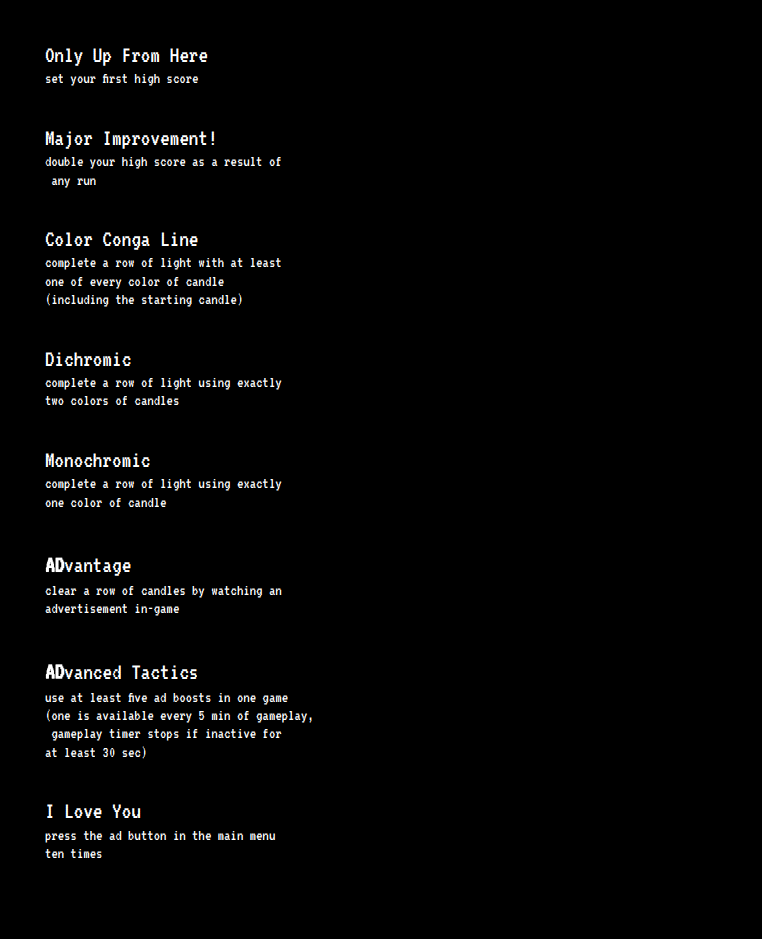 Only Up From Here
set your first high score
Major Improvement!
double your high score as a result of
any run
Color Conga Line
complete a row of light with at least
one of every color of candle
(including the starting candle)
Dichromic
complete a row of light using exactly
two colors of candles
Monochromic
complete a row of light using exactly
one color of candle
ADvantage
clear a row of candles by watching an
advertisement in-game
ADvanced Tactics
use at least five ad boosts in one game
(one is available every 5 min of gameplay,
gameplay timer stops if inactive for
at least 30 sec)
I Love You
press the ad button in the main menu
ten times